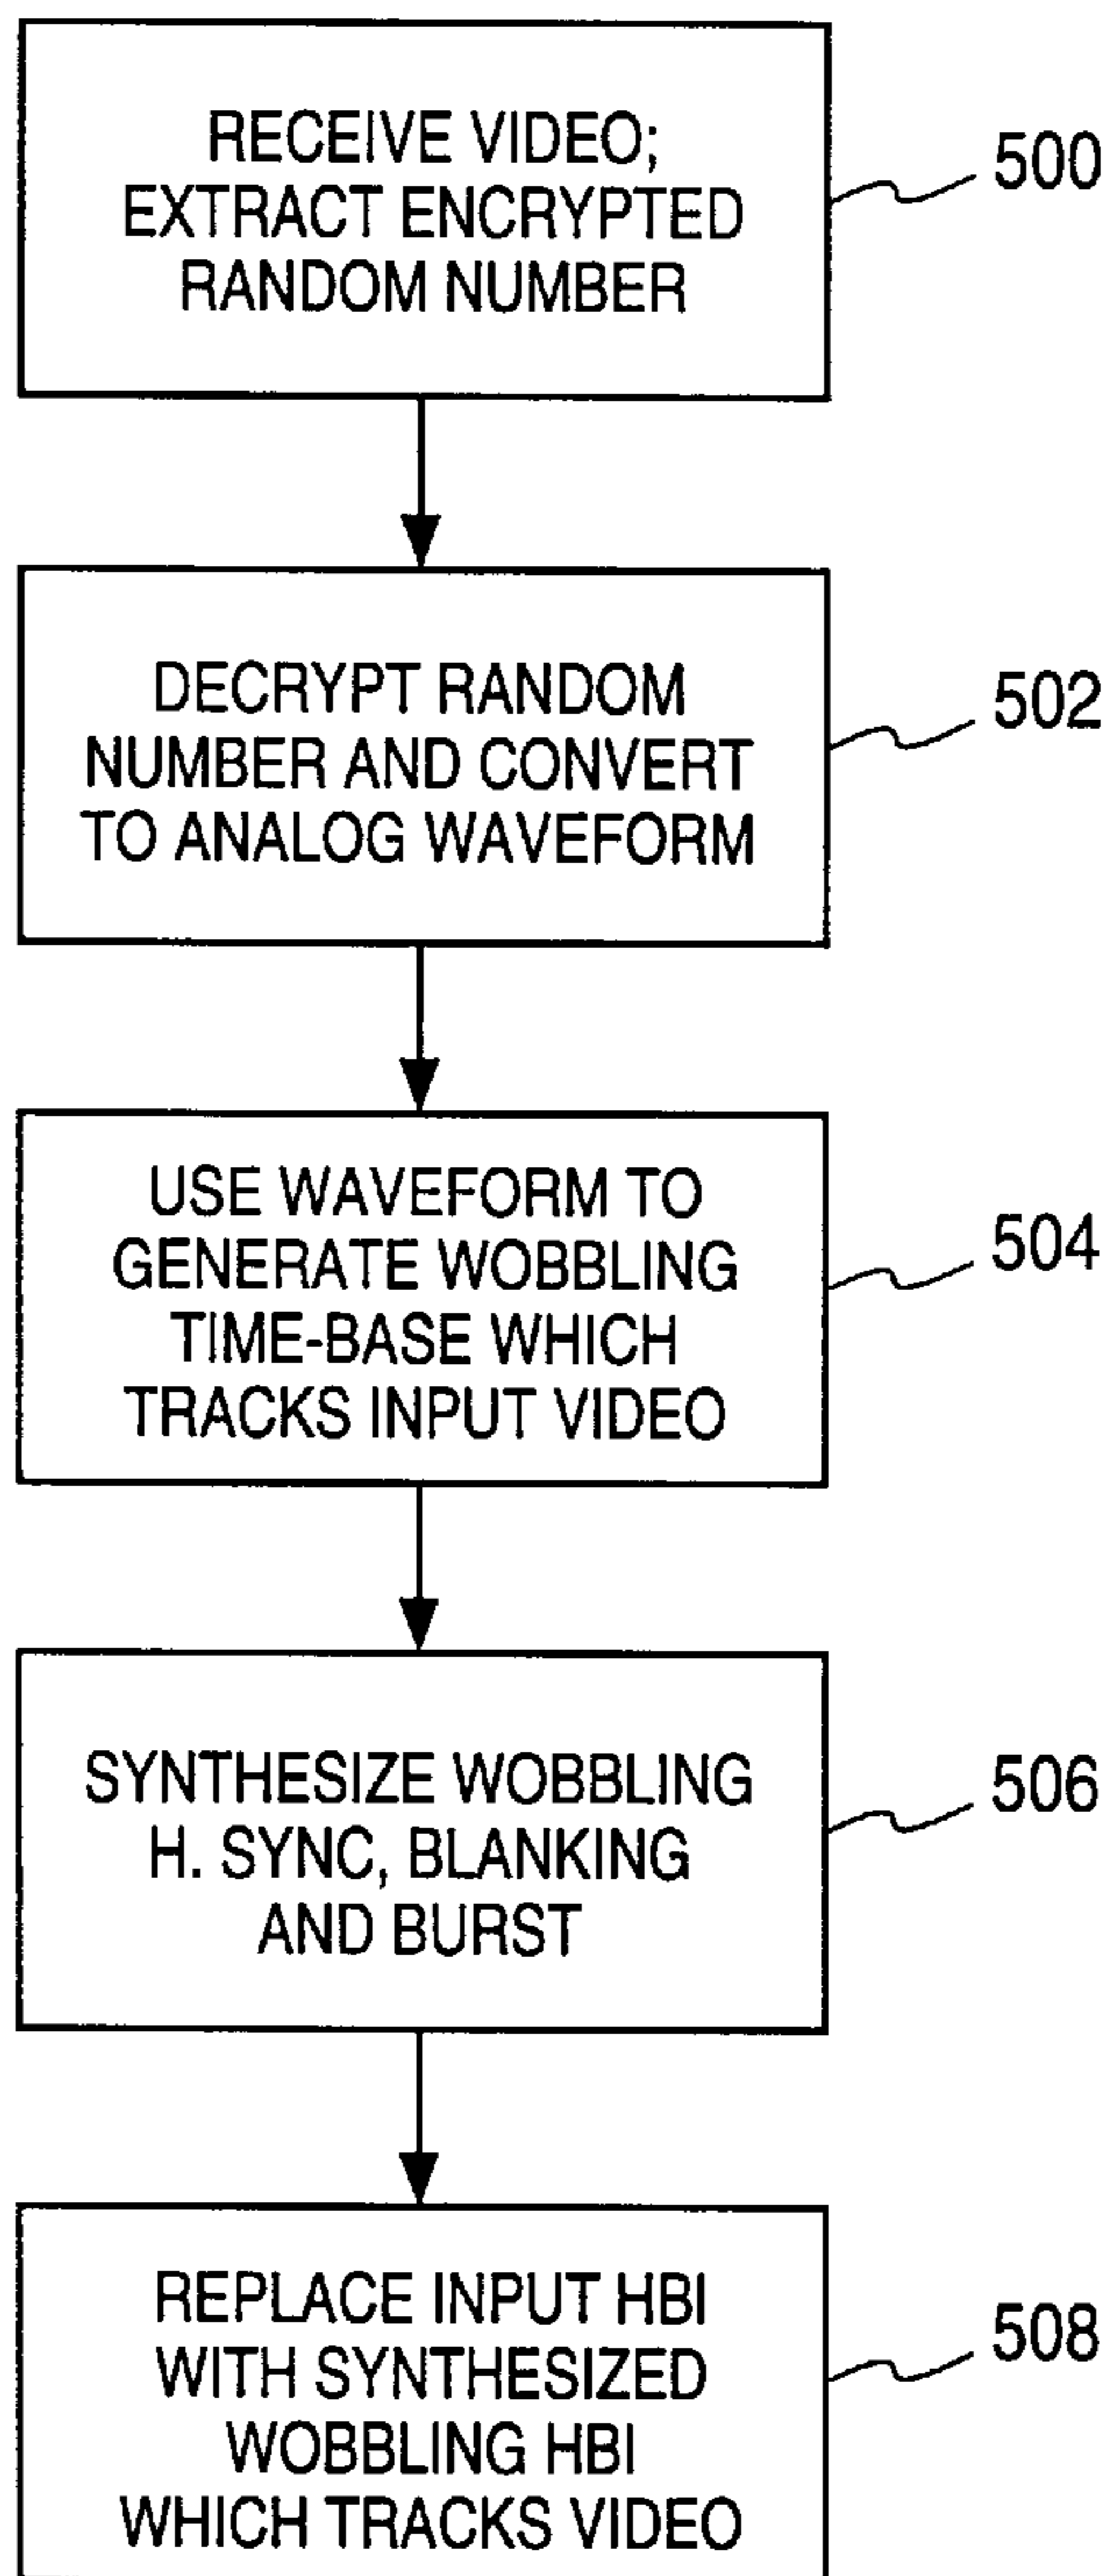 RECEIVE VIDEO;
EXTRACT ENCRYPTED
RANDOM NUMBER
500
DECRYPT RANDOM
NUMBER AND CONVERT
TO ANALOG WAVEFORM
502
USE WAVEFORM TO
GENERATE WOBBLING
TIME-BASE WHICH
TRACKS INPUT VIDEO
504
SYNTHESIZE WOBBLING
H. SYNC, BLANKING
AND BURST
506
REPLACE INPUT HBI
WITH SYNTHESIZED
WOBBLING HBI
WHICH TRACKS VIDEO
508